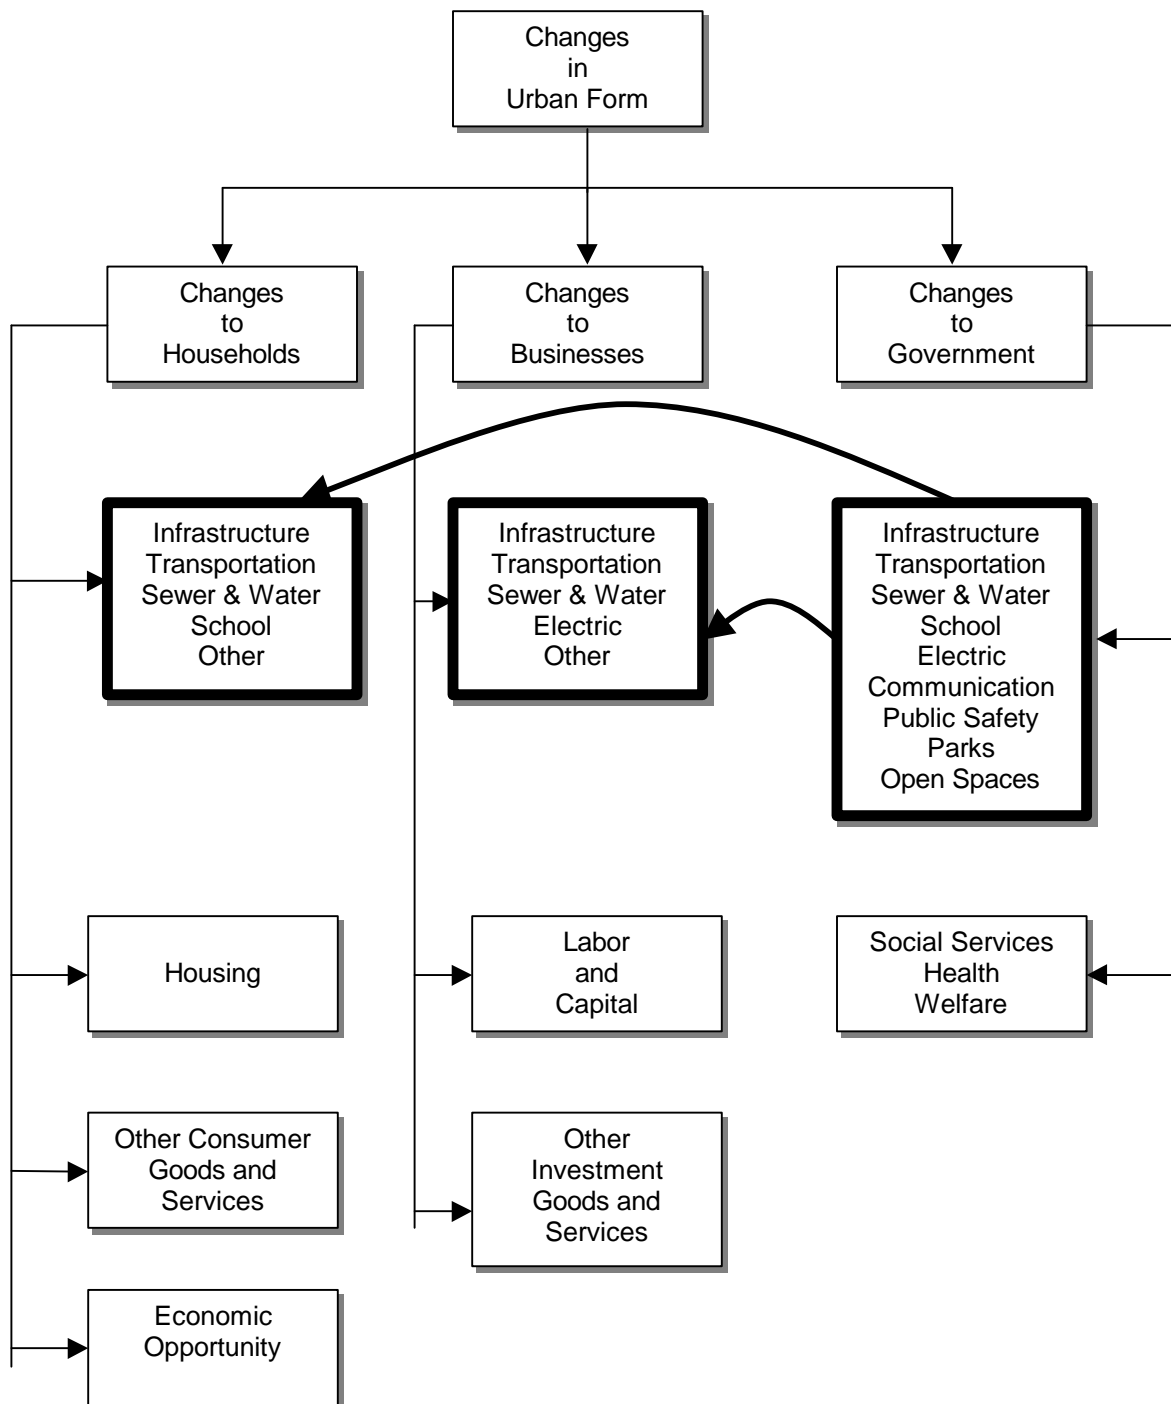 Changes
in
Urban Form
Changes
to
Households
Changes
to
Businesses
Changes
to
Government
Infrastructure
Transportation
Sewer & Water
School
Other
Infrastructure
Transportation
Sewer & Water
Electric
Other
Infrastructure
Transportation
Sewer & Water
School
Electric
Communication
Public Safety
Parks
Open Spaces
Housing
Labor
and
Capital
Social Services
Health
Welfare
Other Consumer
Goods and
Services
Other
Investment
Goods and
Services
Economic
Opportunity